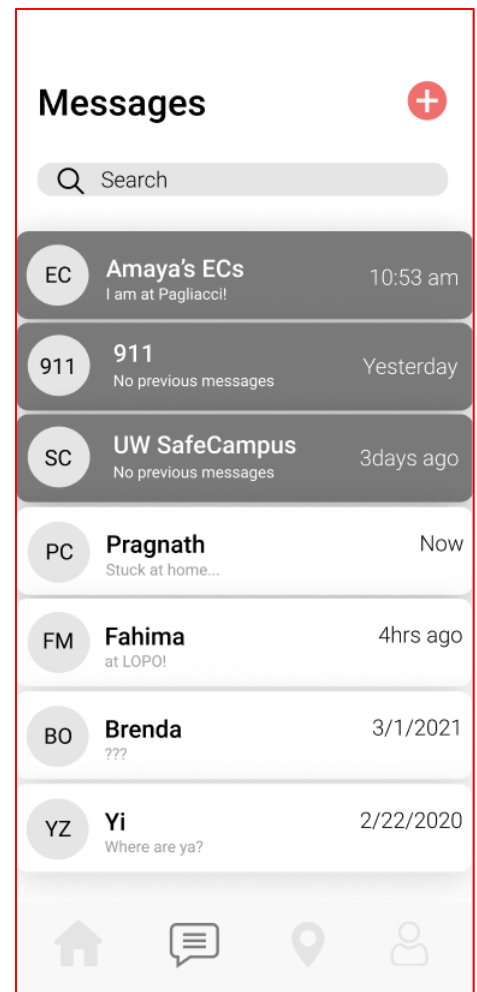 Messages
Search
EC
Amaya's ECs
10:53 am
I am at Pagliacci!
911
911
Yesterday
No previous messages
SC
UW SafeCampus
3days ago
No previous messages
PC
Pragnath
Now
Stuck at home...
FM
Fahima
4hrs ago
at LOPO!
BO
Brenda
3/1/2021
???
YZ
Yi
2/22/2020
Where are ya?